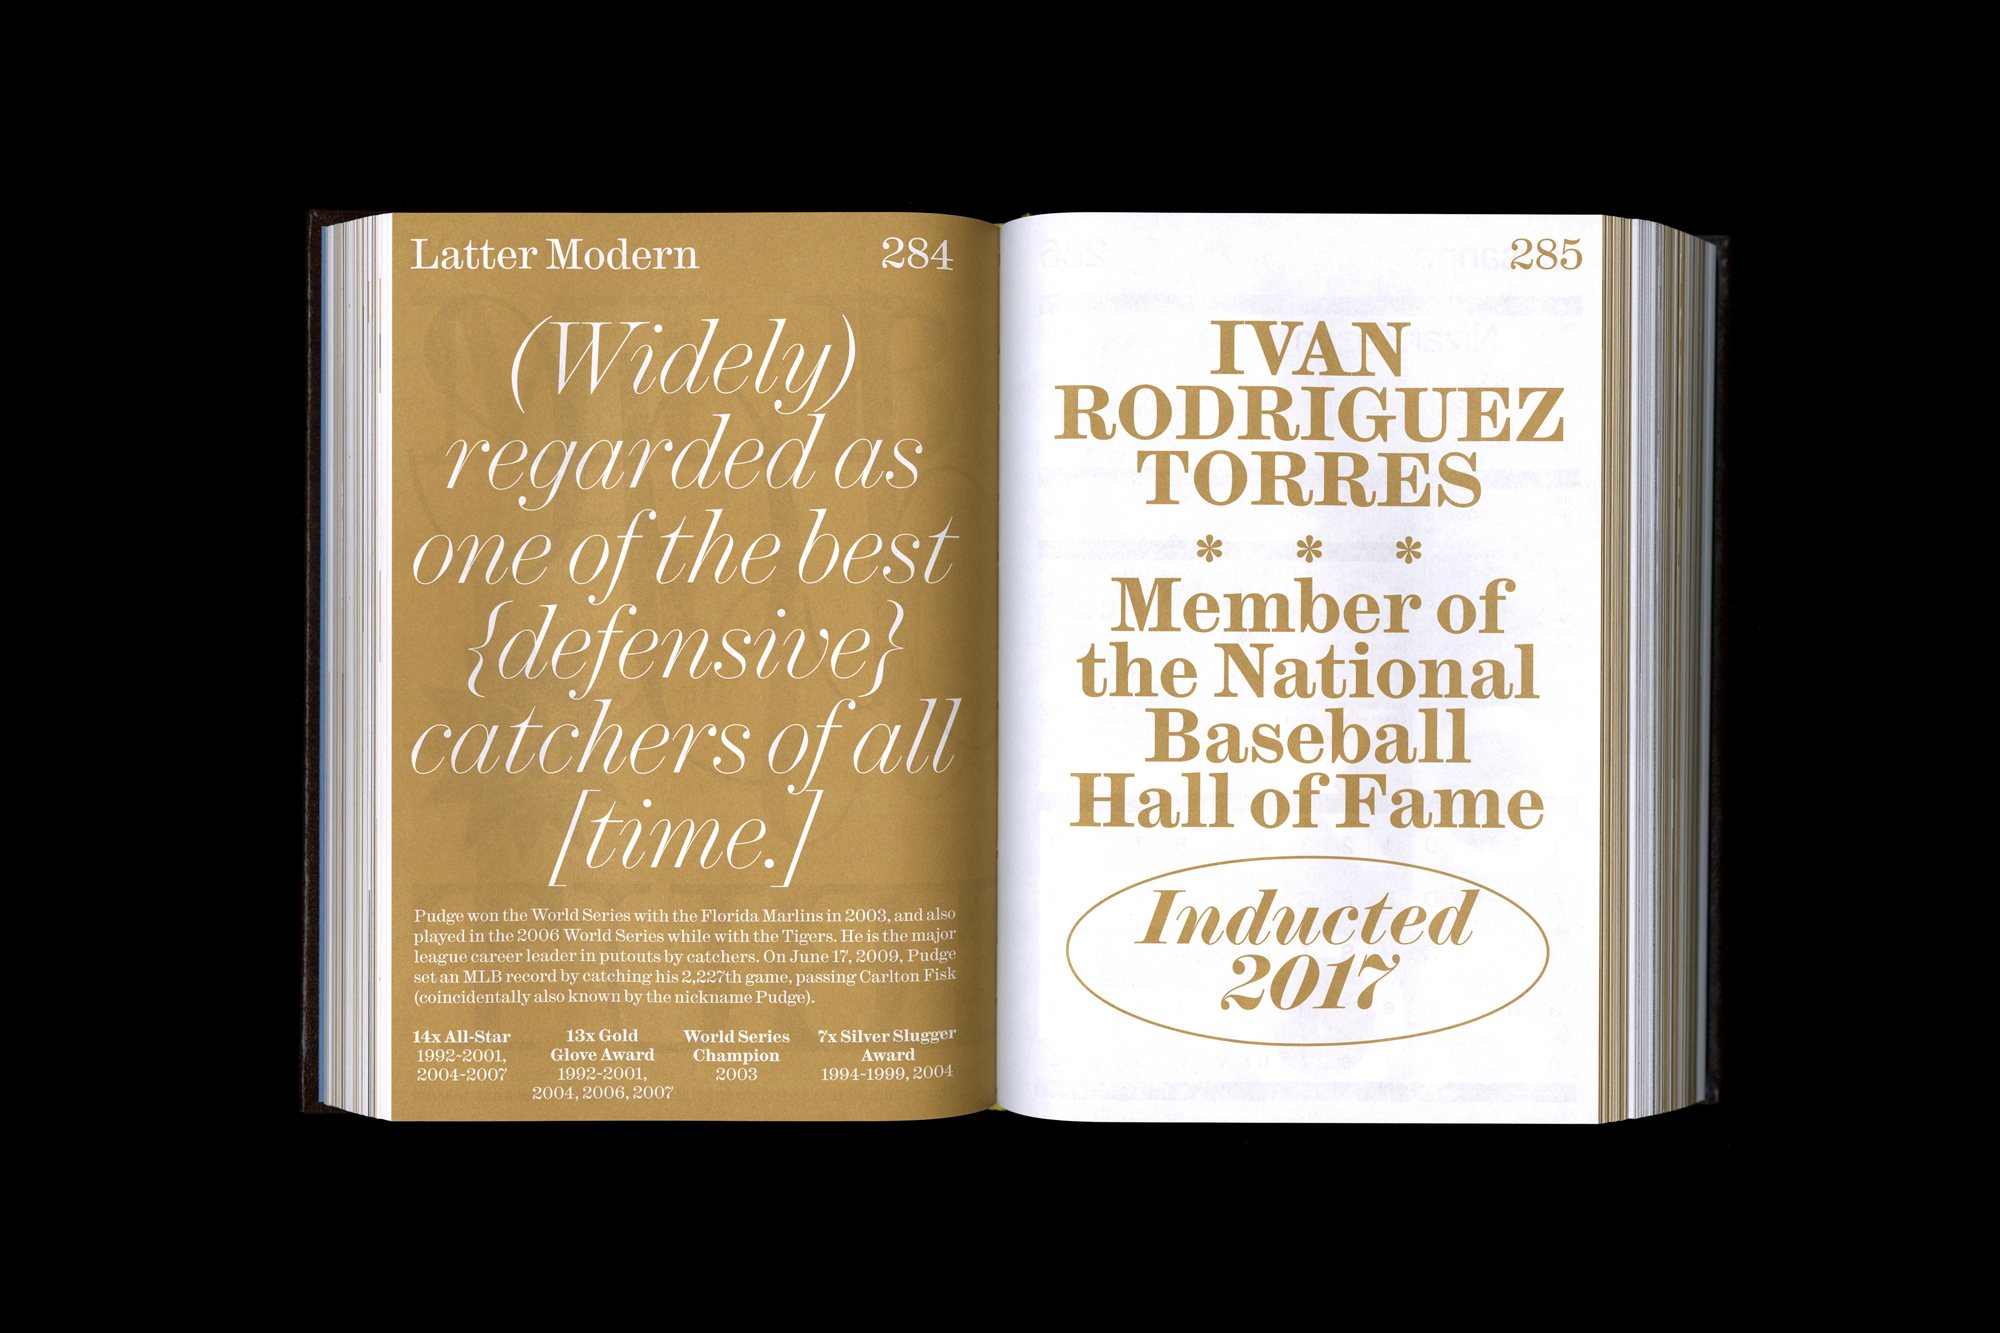 Latter Modern 284
(Widely)
regarded as
one of the best
{defensive}
catchers of all
[time.]
Pudge won the World Series with the Florida Marlins in 2003, and also
played in the 2006 World Series while with the Tigers. He is the major
league career leader in putouts by catchers. On June 17, 2009, Pudge
set an MLB record by catching his 2,227th game, passing Carlton Fisk
(coincidentally also known by the nickname Pudge).
14x All-Star
1992-2001,
2004-2007
13x Gold
Glove Award
1992-2001,
2004, 2006, 2007
World Series
Champion
2003
7x Silver Slugger
Award
1994-1999, 2004
285
IVAN
RODRIGUEZ
TORRES
* * *
Member of
the National
Baseball
Hall of Fame
Inducted
2017